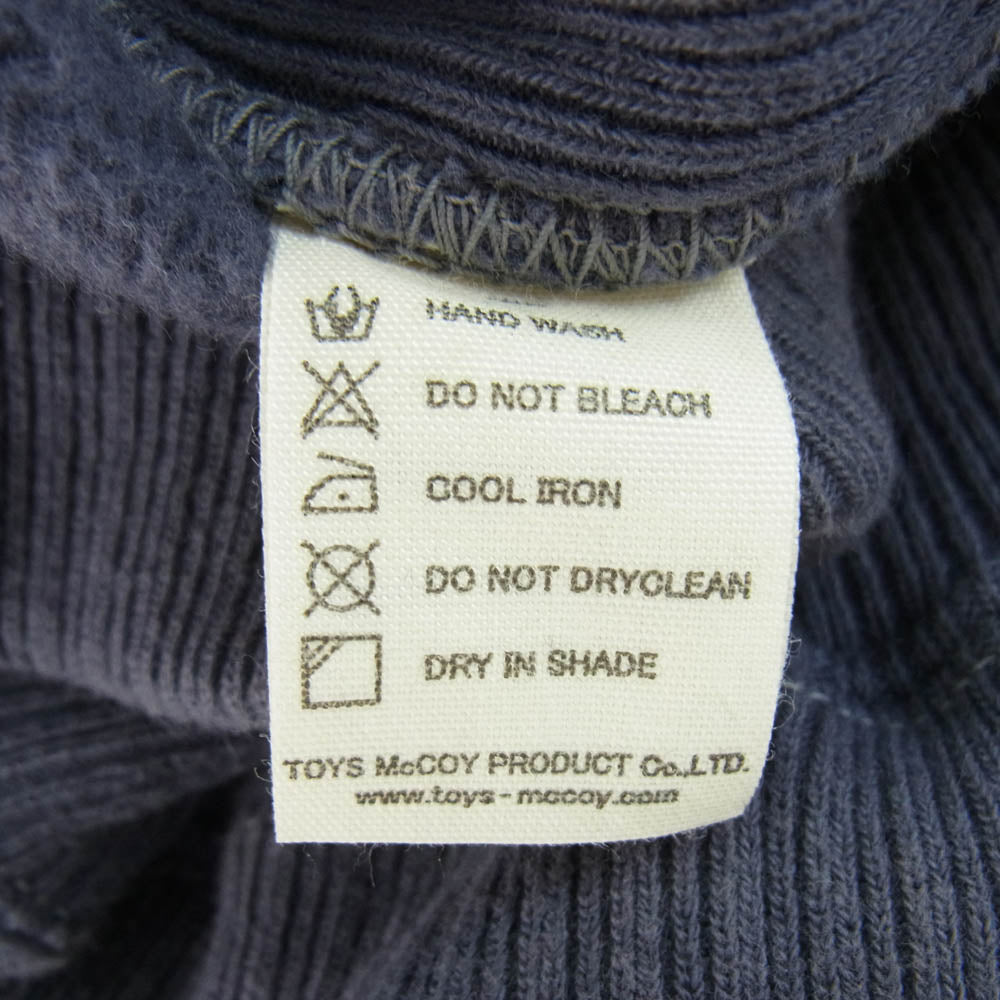 HAND WASH
DO NOT BLEACH
COOL IRON
DO NOT DRYCLEAN
DRY IN SHADE
TOYS McCOY PRODUCT Co.,LTD.
www.toys-mccoy.com